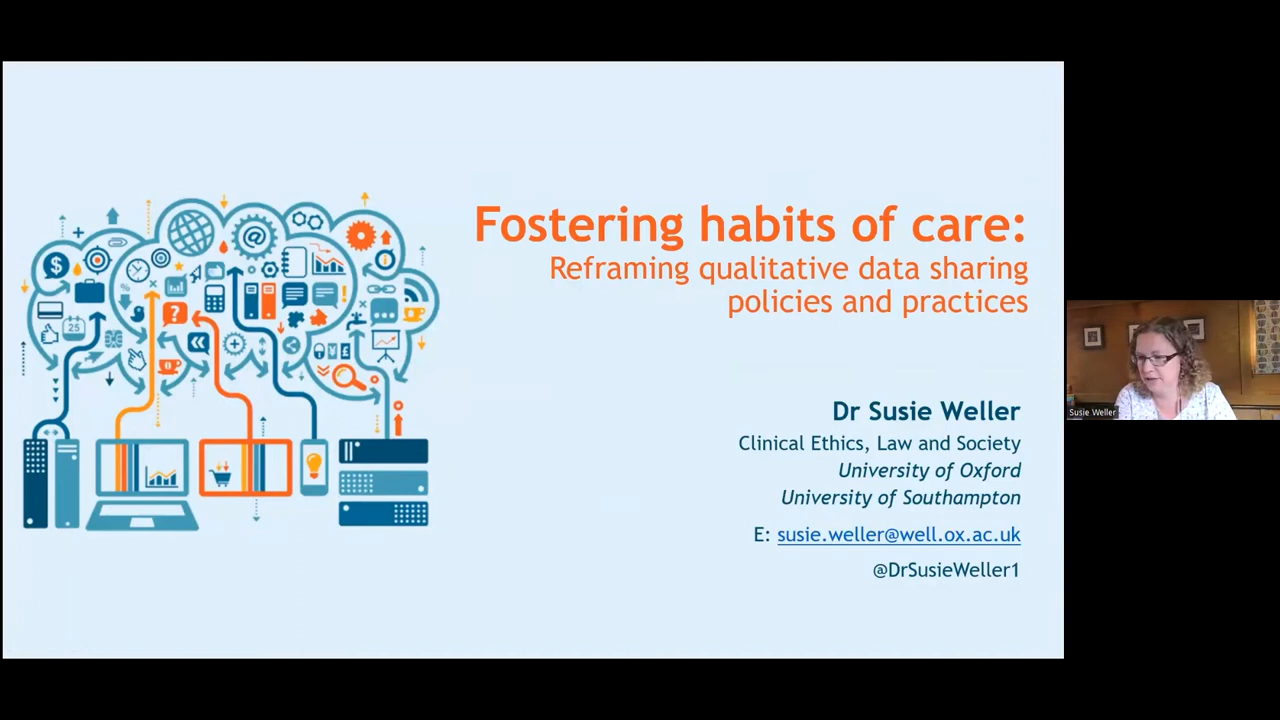 Fostering habits of care:
Reframing qualitative data sharing
policies and practices
Dr Susie Weller
Clinical Ethics, Law and Society
University of Oxford
University of Southampton
E: susie.weller@well.ox.ac.uk
@DrSusieWeller1
Susie Weller
$
@
%
25
?